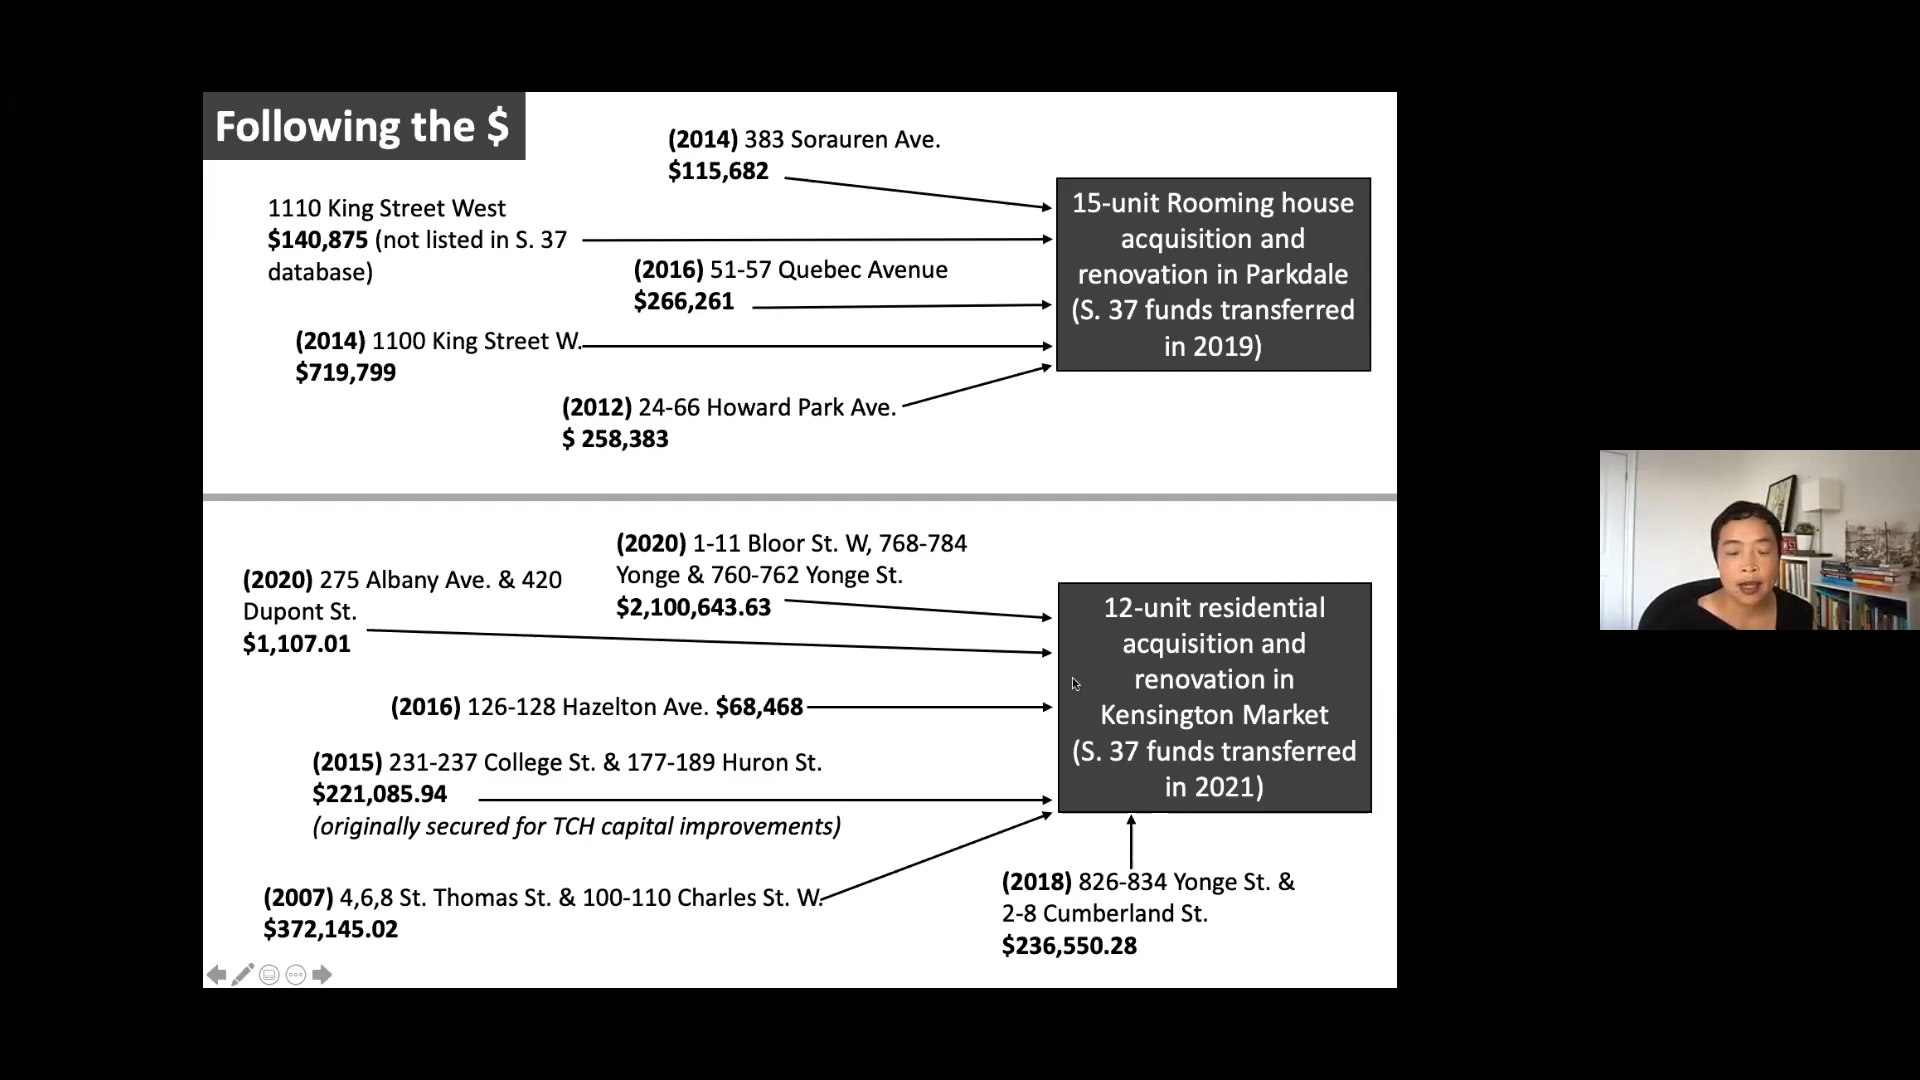 Following the $
(2014) 383 Sorauren Ave.
$115,682
1110 King Street West
$140,875 (not listed in S. 37
database)
(2016) 51-57 Quebec Avenue
$266,261
(2014) 1100 King Street W.
$719,799
(2012) 24-66 Howard Park Ave.
$ 258,383
15-unit Rooming house
acquisition and
renovation in Parkdale
(S. 37 funds transferred
in 2019)
(2020) 1-11 Bloor St. W, 768-784
Yonge & 760-762 Yonge St.
$2,100,643.63
(2020) 275 Albany Ave. & 420
Dupont St.
$1,107.01
(2016) 126-128 Hazelton Ave. $68,468
(2015) 231-237 College St. & 177-189 Huron St.
$221,085.94
(originally secured for TCH capital improvements)
(2007) 4,6,8 St. Thomas St. & 100-110 Charles St. W.
$372,145.02
12-unit residential
acquisition and
renovation in
Kensington Market
(S. 37 funds transferred
in 2021)
(2018) 826-834 Yonge St. &
2-8 Cumberland St.
$236,550.28